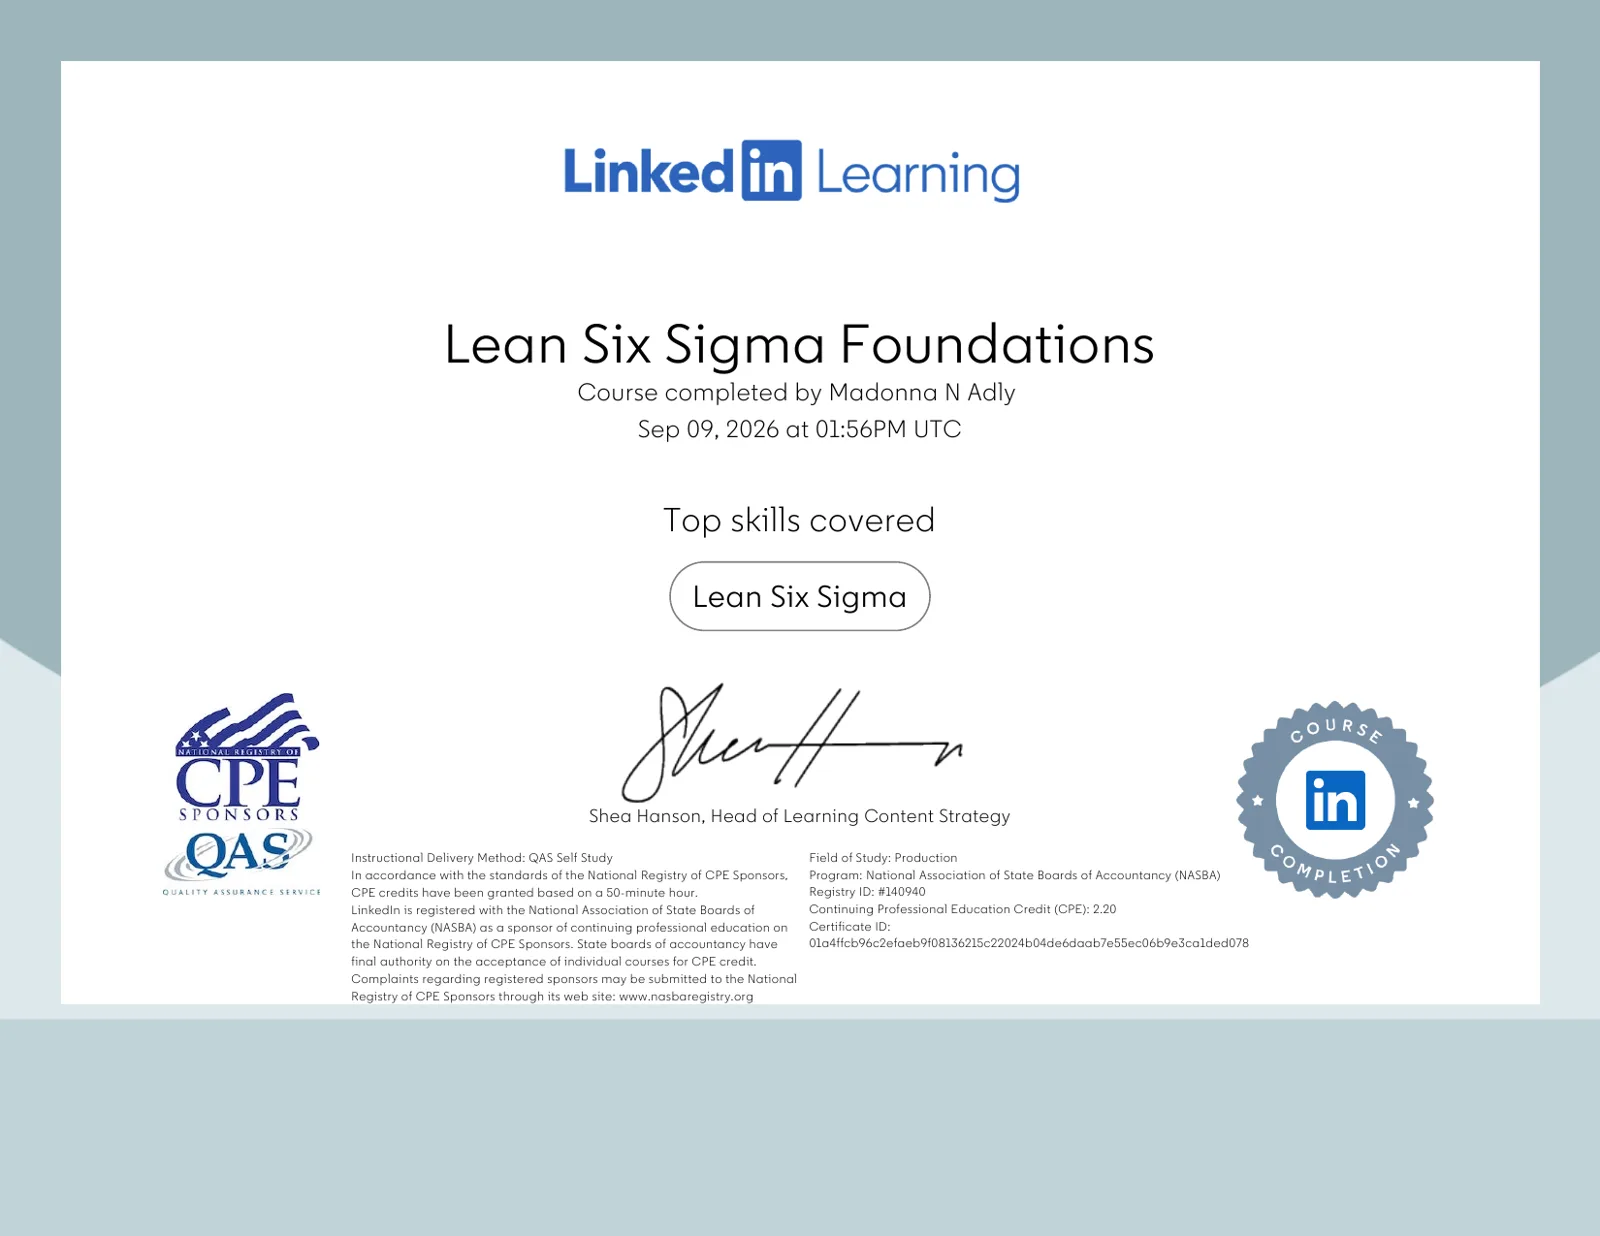 LinkedIn Learning
Lean Six Sigma Foundations
Course completed by Madonna N Adly
Sep 09, 2026 at 01:56PM UTC
Top skills covered
Lean Six Sigma
Shea Hanson, Head of Learning Content Strategy
NATIONAL REGISTRY OF
CPE
SPONSORS
QAS
QUALITY ASSURANCE SERVICE
Instructional Delivery Method: QAS Self Study
In accordance with the standards of the National Registry of CPE Sponsors,
CPE credits have been granted based on a 50-minute hour.
LinkedIn is registered with the National Association of State Boards of
Accountancy (NASBA) as a sponsor of continuing professional education on
the National Registry of CPE Sponsors. State boards of accountancy have
final authority on the acceptance of individual courses for CPE credit.
Complaints regarding registered sponsors may be submitted to the National
Registry of CPE Sponsors through its web site: www.nasbaregistry.org
Field of Study: Production
Program: National Association of State Boards of Accountancy (NASBA)
Registry ID: #140940
Continuing Professional Education Credit (CPE): 2.20
Certificate ID:
01a4ffcb96c2efaeb9f08136215c22024b04de6daab7e55ec06b9e3ca1ded078
COURSE
in
COMPLETION